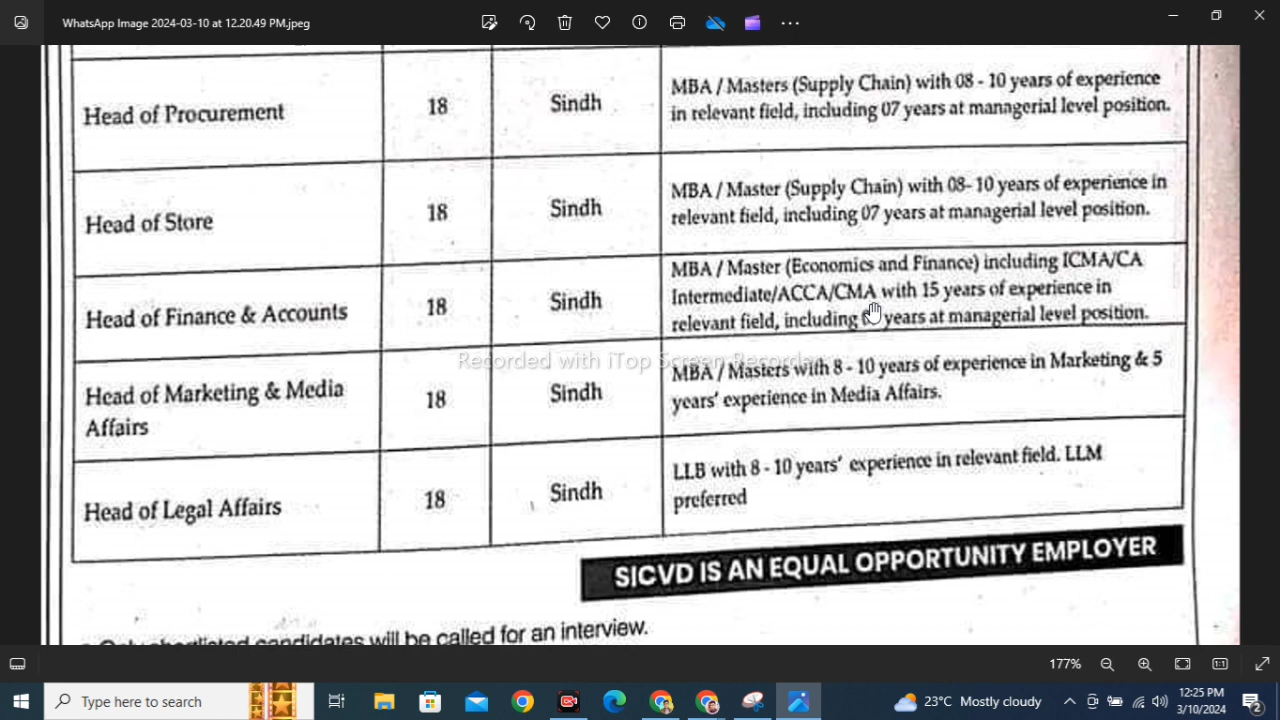 WhatsApp Image 2024-03-10 at 12.20.49 PM.jpeg
Head of Procurement
18
Sindh
MBA / Masters (Supply Chain) with 08 - 10 years of experience
in relevant field, including 07 years at managerial level position.
Head of Store
18
Sindh
MBA / Master (Supply Chain) with 08- 10 years of experience in
relevant field, including 07 years at managerial level position.
Head of Finance & Accounts
18
Sindh
MBA / Master (Economics and Finance) including ICMA/CA
Intermediate/ACCA/CMA with 15 years of experience in
relevant field, including years at managerial level position.
Recorded with iTop Screen Recorder
Head of Marketing & Media
Affairs
18
Sindh
MBA / Masters with 8 - 10 years of experience in Marketing & 5
years' experience in Media Affairs.
Head of Legal Affairs
18
Sindh
LLB with 8 - 10 years' experience in relevant field. LLM
preferred
SICVD IS AN EQUAL OPPORTUNITY EMPLOYER
Only shortlisted candidates will be called for an interview.
177%
Type here to search
23°C Mostly cloudy
12:25 PM
3/10/2024
2